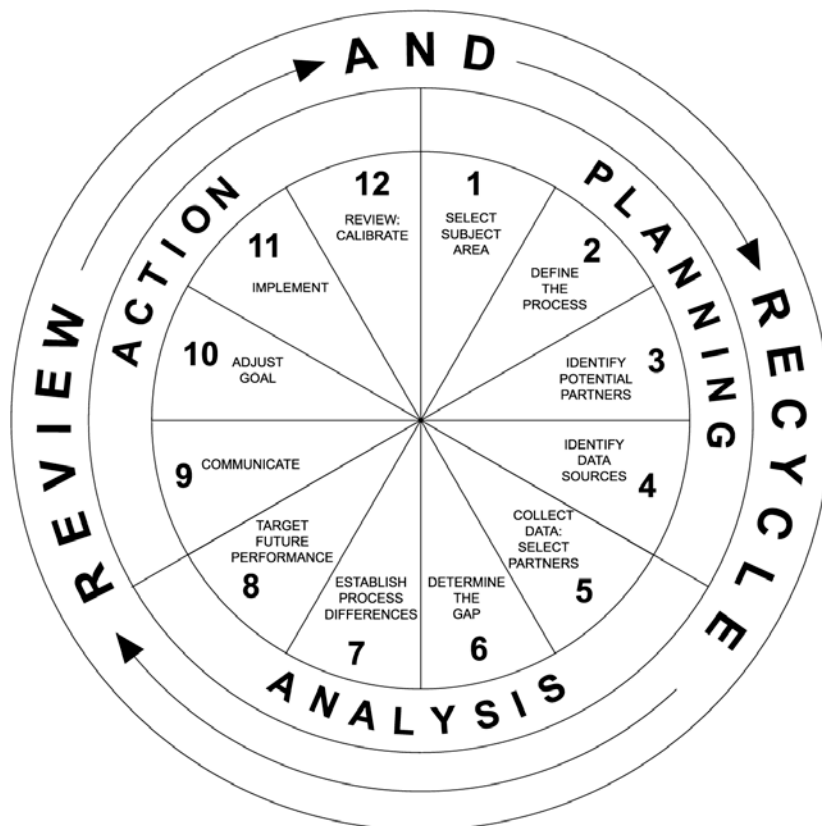 REVIEW AND RECYCLE
PLANNING
ANALYSIS
ACTION
1
SELECT
SUBJECT
AREA
2
DEFINE
THE
PROCESS
3
IDENTIFY
POTENTIAL
PARTNERS
IDENTIFY
DATA
SOURCES
4
COLLECT
DATA:
SELECT
PARTNERS
5
DETERMINE
THE
GAP
6
ESTABLISH
PROCESS
DIFFERENCES
7
TARGET
FUTURE
PERFORMANCE
8
COMMUNICATE
9
10
ADJUST
GOAL
11
IMPLEMENT
12
REVIEW:
CALIBRATE